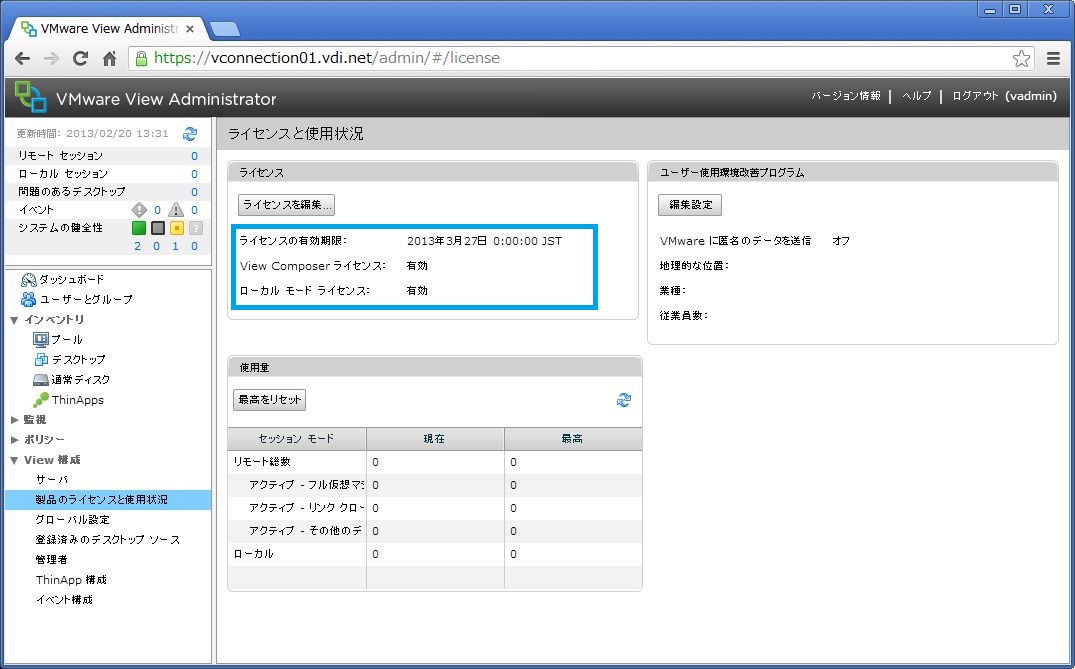 VMware View Administ
https://vconnection01.vdi.net/admin/#/license
VMware View Administrator
バージョン情報 | ヘルプ | ログアウト (vadmin)
更新時間: 2013/02/20 13:31
リモート セッション 0
ローカル セッション 0
問題のあるデスクトップ 0
イベント 0 0
システムの健全性
2 0 1 0
ダッシュボード
ユーザーとグループ
インベントリ
プール
デスクトップ
通常ディスク
ThinApps
監視
ポリシー
View 構成
サーバ
製品のライセンスと使用状況
グローバル設定
登録済みのデスクトップ ソース
管理者
ThinApp 構成
イベント構成
ライセンスと使用状況
ライセンス
ライセンスを編集...
ライセンスの有効期限: 2013年3月27日 0:00:00 JST
View Composer ライセンス: 有効
ローカル モード ライセンス: 有効
ユーザー使用環境改善プログラム
編集設定
VMware に匿名のデータを送信 オフ
地理的な位置:
業種:
従業員数:
使用量
最高をリセット
セッション モード 現在 最高
リモート総数 0 0
アクティブ - フル仮想マシ 0 0
アクティブ - リンク クロー 0 0
アクティブ - その他のデ 0 0
ローカル 0 0